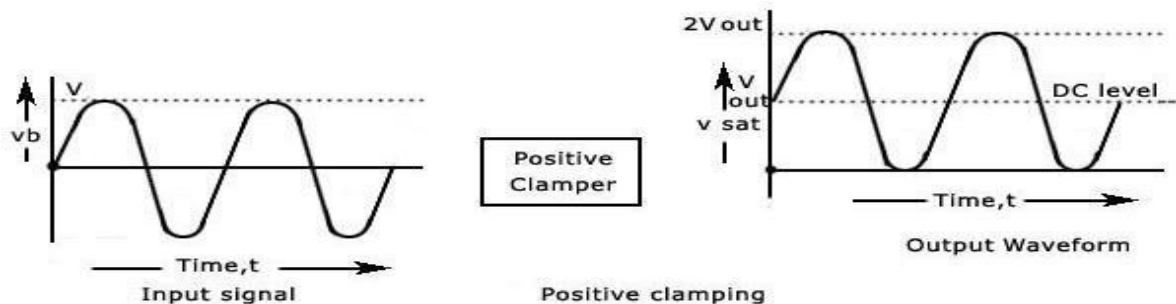 V
vb
Time,t
Input signal
Positive
Clamper
Positive clamping
2V out
V
out
v sat
DC level
Time,t
Output Waveform